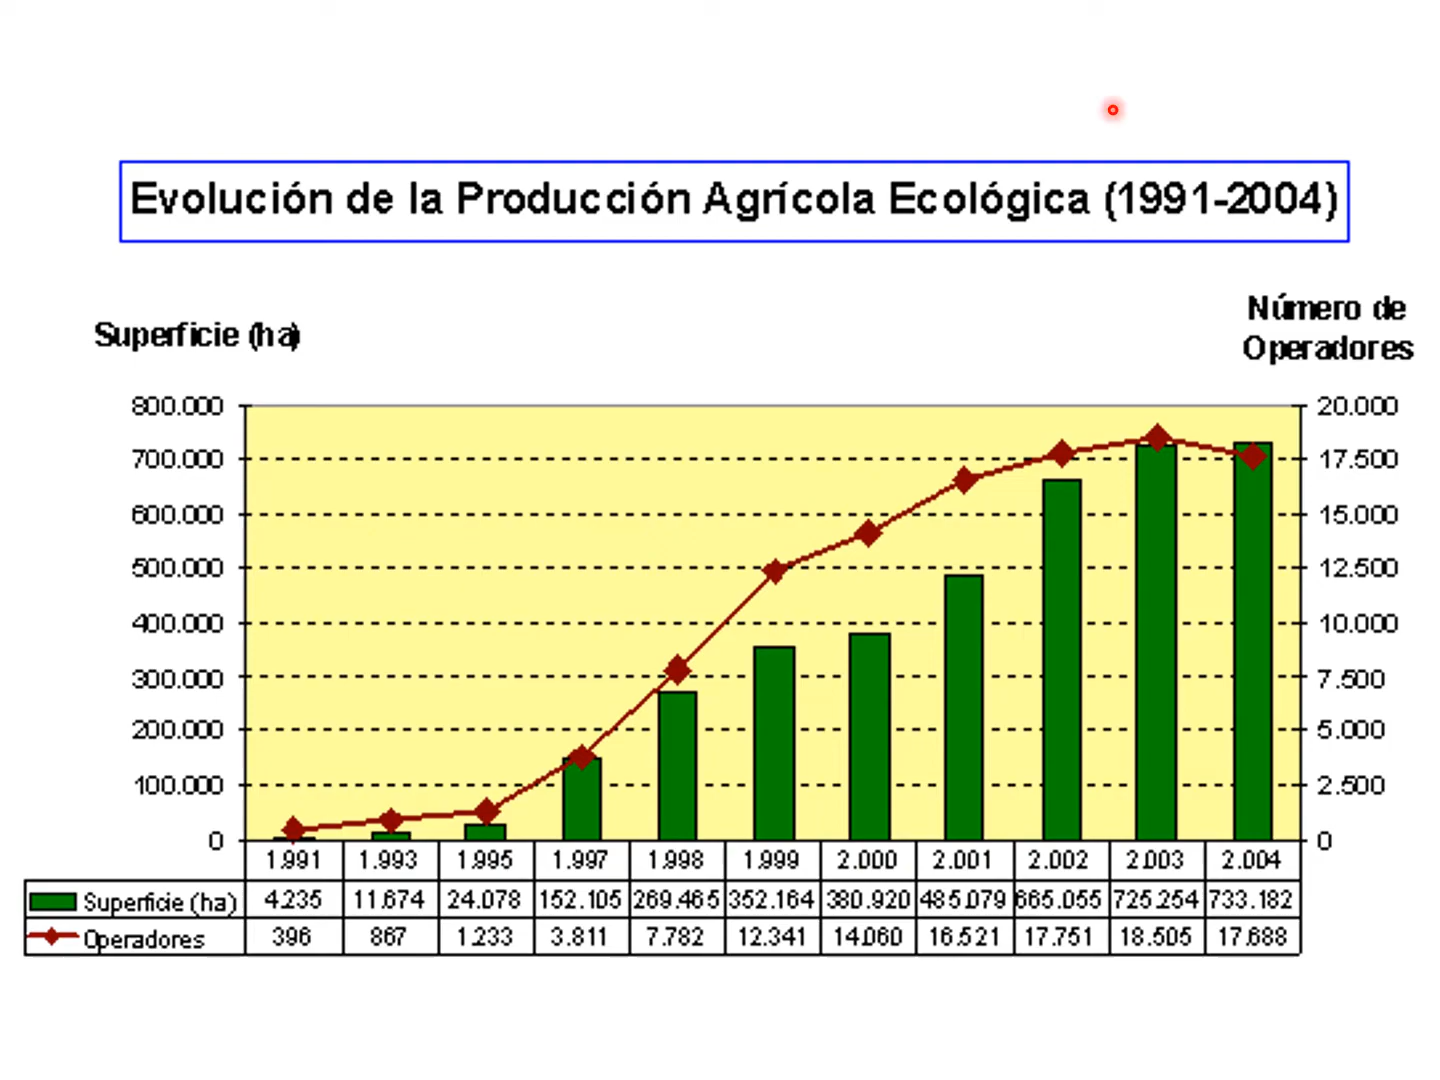 Evolución de la Producción Agrícola Ecológica (1991-2004)
Superficie (ha)
Número de
Operadores
800.000 20.000
700.000 17.500
600.000 15.000
500.000 12.500
400.000 10.000
300.000 7.500
200.000 5.000
100.000 2.500
0 0
1.991 1.993 1.995 1.997 1.998 1.999 2.000 2.001 2.002 2.003 2.004
Superficie (ha) 4.235 11.674 24.078 152.105 269.465 352.164 380.920 485.079 665.055 725.254 733.182
Operadores 396 867 1.233 3.811 7.782 12.341 14.060 16.521 17.751 18.505 17.688